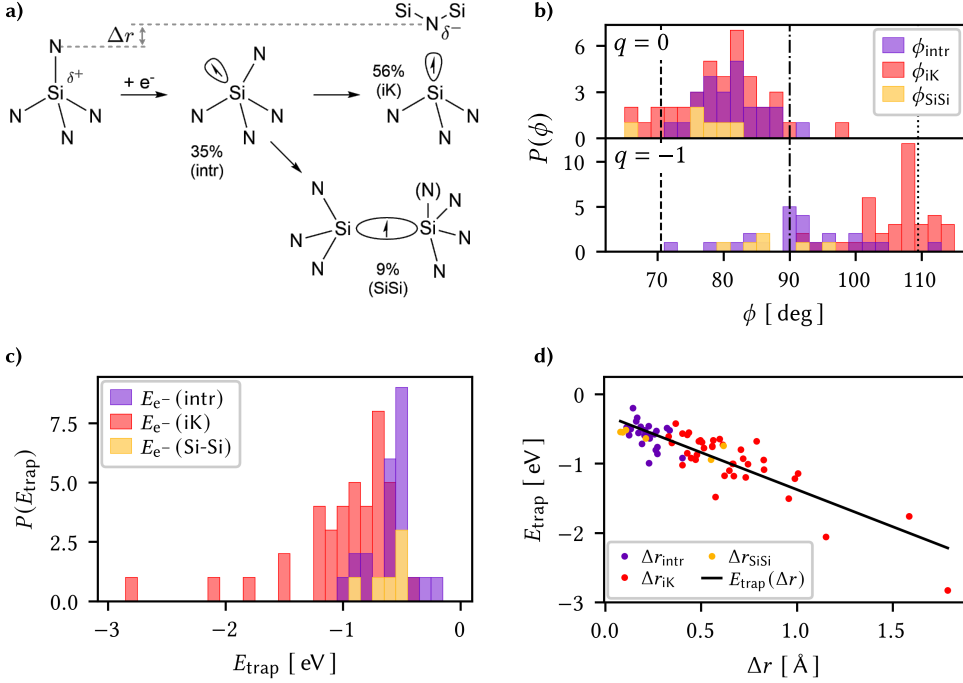 a)
Si Si
N
δ−
Δr
N
δ+
Si
N N
N
+ e-
N
Si
N N
N
35%
(intr)
56%
(iK)
Si
N N
N
N
Si
N
N
(N)
Si
N
N
N
9%
(SiSi)
b)
q = 0
ϕintr
ϕiK
ϕSiSi
6
3
0
q = −1
10
5
0
P(ϕ)
70 80 90 100 110
ϕ [ deg ]
c)
Ee− (intr)
Ee− (iK)
Ee− (Si-Si)
7.5
5.0
2.5
0.0
P(Etrap)
−3 −2 −1 0
Etrap [ eV ]
d)
0
−1
−2
−3
Etrap [ eV ]
Δrintr
ΔriK
ΔrSiSi
Etrap(Δr)
0.0 0.5 1.0 1.5
Δr [ Å ]